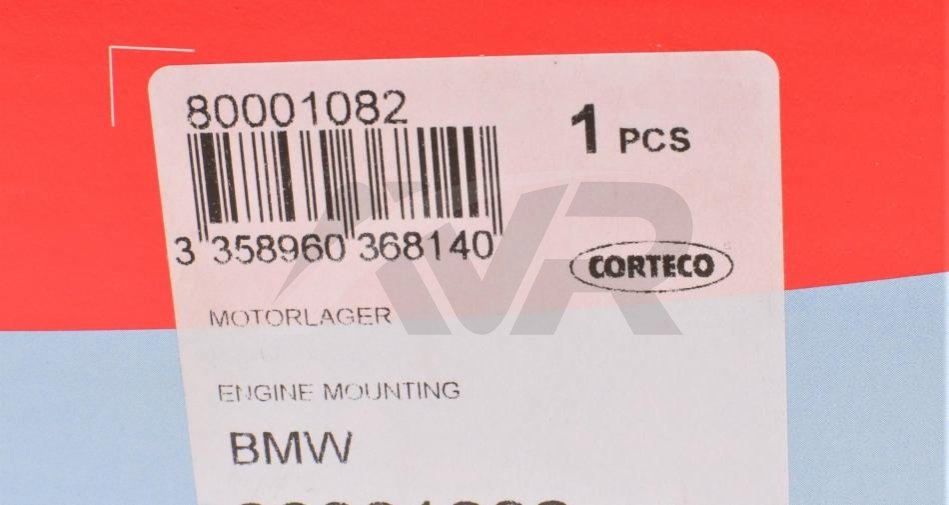 80001082
1 PCS
3 358960 368140
CORTECO
MOTORLAGER
ENGINE MOUNTING
BMW